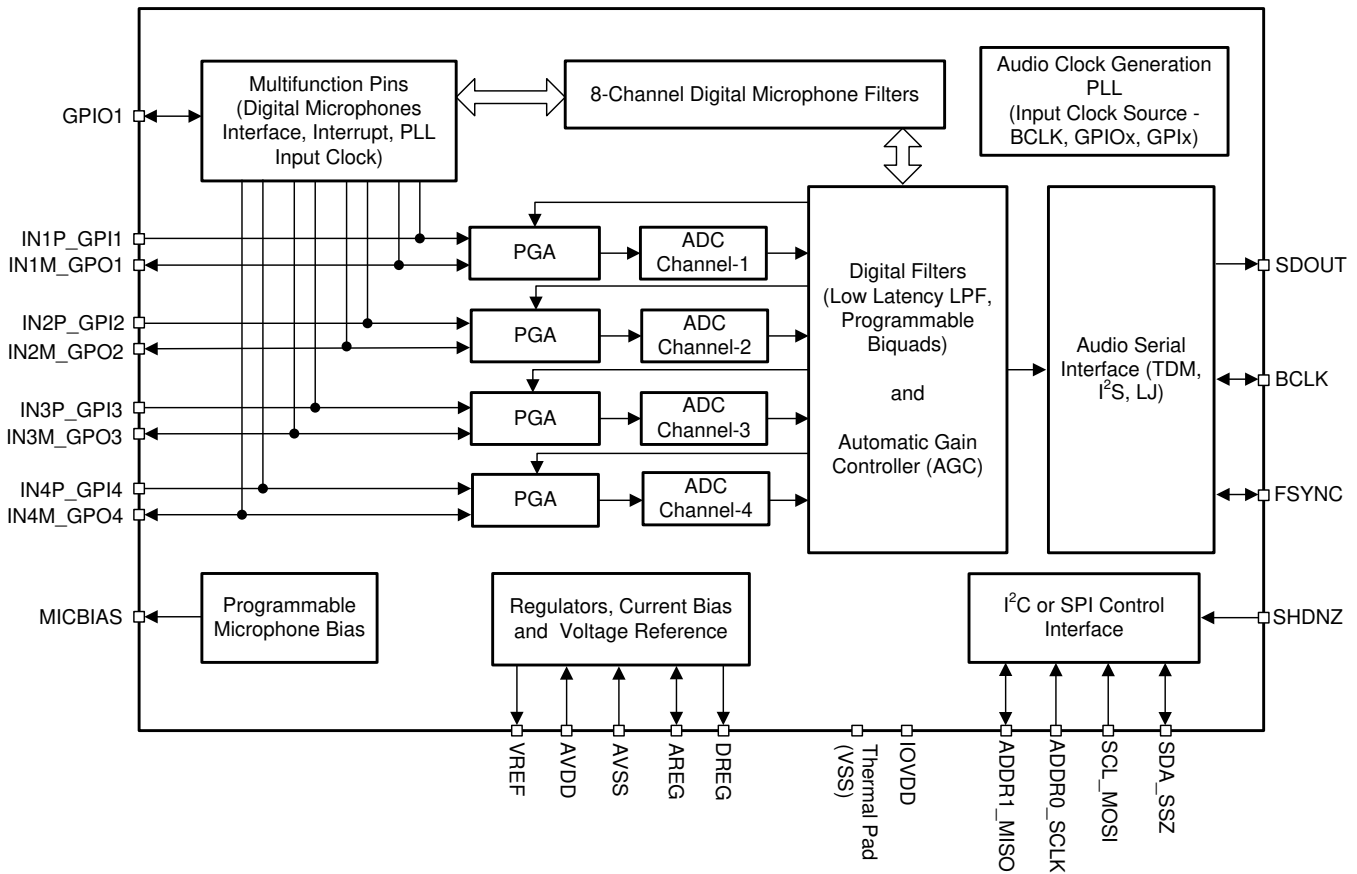 Multifunction Pins
(Digital Microphones
Interface, Interrupt, PLL
Input Clock)
8-Channel Digital Microphone Filters
Audio Clock Generation
PLL
(Input Clock Source -
BCLK, GPIOx, GPIx)
GPIO1
IN1P_GPI1
IN1M_GPO1
IN2P_GPI2
IN2M_GPO2
IN3P_GPI3
IN3M_GPO3
IN4P_GPI4
IN4M_GPO4
MICBIAS
PGA
ADC
Channel-1
PGA
ADC
Channel-2
PGA
ADC
Channel-3
PGA
ADC
Channel-4
Digital Filters
(Low Latency LPF,
Programmable
Biquads)
and
Automatic Gain
Controller (AGC)
Audio Serial
Interface (TDM,
I²S, LJ)
SDOUT
BCLK
FSYNC
SHDNZ
Programmable
Microphone Bias
Regulators, Current Bias
and Voltage Reference
I²C or SPI Control
Interface
VREF
AVDD
AVSS
AREG
DREG
Thermal Pad
(VSS)
IOVDD
ADDR1_MISO
ADDR0_SCLK
SCL_MOSI
SDA_SSZ